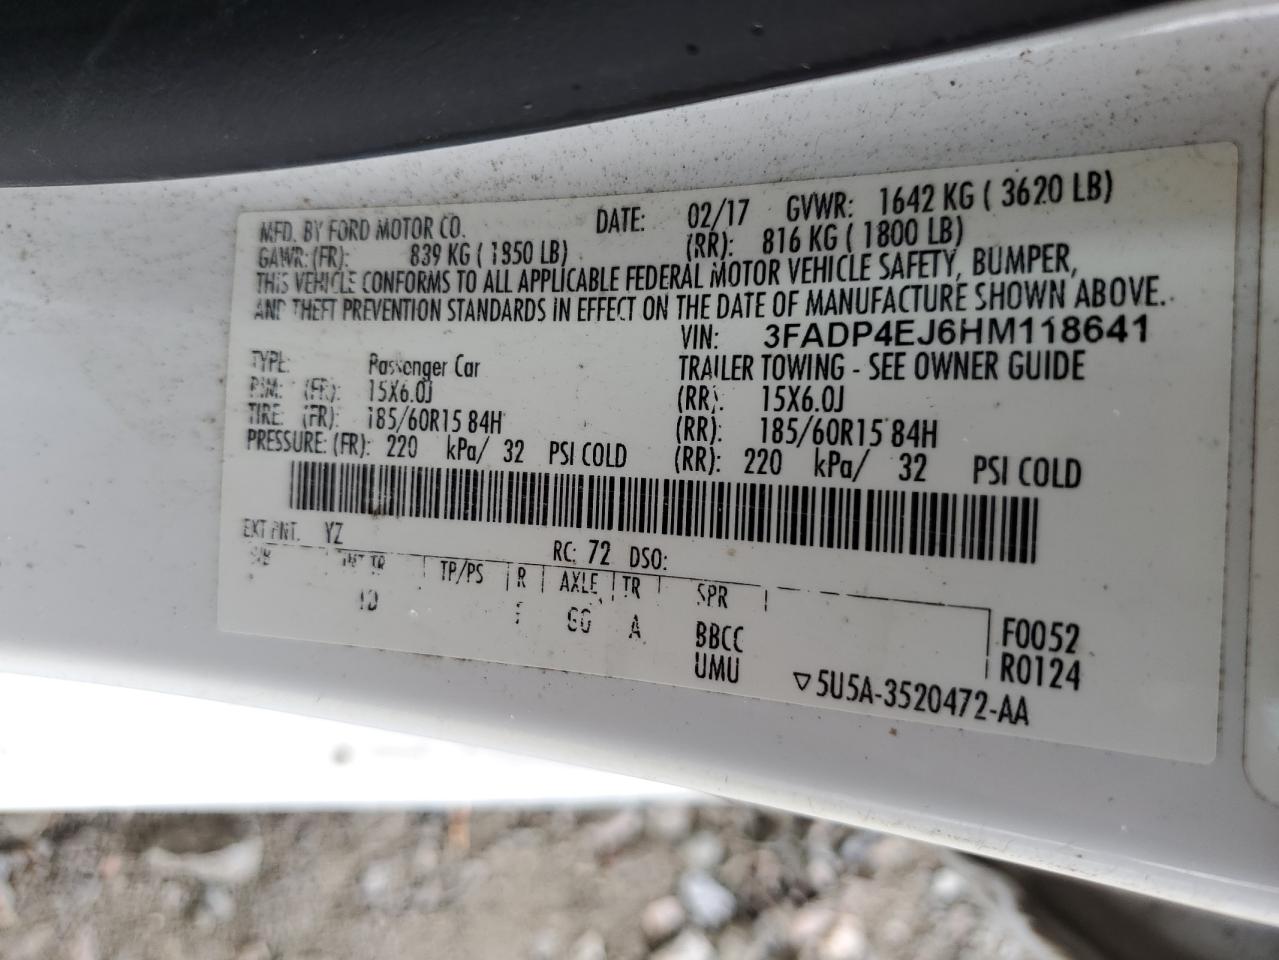 MFD. BY FORD MOTOR CO. DATE: 02/17 GVWR: 1642 KG ( 3620 LB)
GAWR: (FR): 839 KG ( 1850 LB) (RR): 816 KG ( 1800 LB)
THIS VEHICLE CONFORMS TO ALL APPLICABLE FEDERAL MOTOR VEHICLE SAFETY, BUMPER,
AND THEFT PREVENTION STANDARDS IN EFFECT ON THE DATE OF MANUFACTURE SHOWN ABOVE.
VIN: 3FADP4EJ6HM118641
TYPE: Passenger Car TRAILER TOWING - SEE OWNER GUIDE
RIM: (FR): 15X6.0J (RR): 15X6.0J
TIRE: (FR): 185/60R15 84H (RR): 185/60R15 84H
PRESSURE: (FR): 220 kPa/ 32 PSI COLD (RR): 220 kPa/ 32 PSI COLD
EXT PNT: YZ RC: 72 DSO:
INT TR TP/PS R AXLE TR SPR
A BBCC F0052
UMU R0124
▽5U5A-3520472-AA